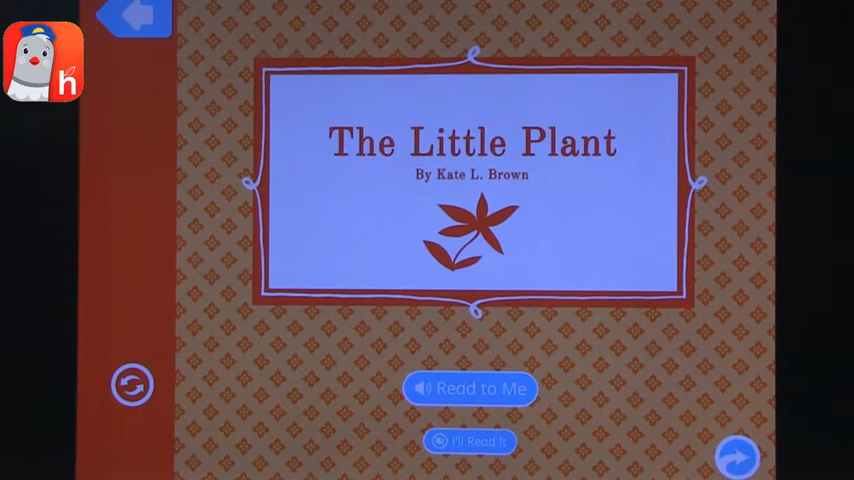 h
The Little Plant
By Kate L. Brown
Read to Me
I'll Read It